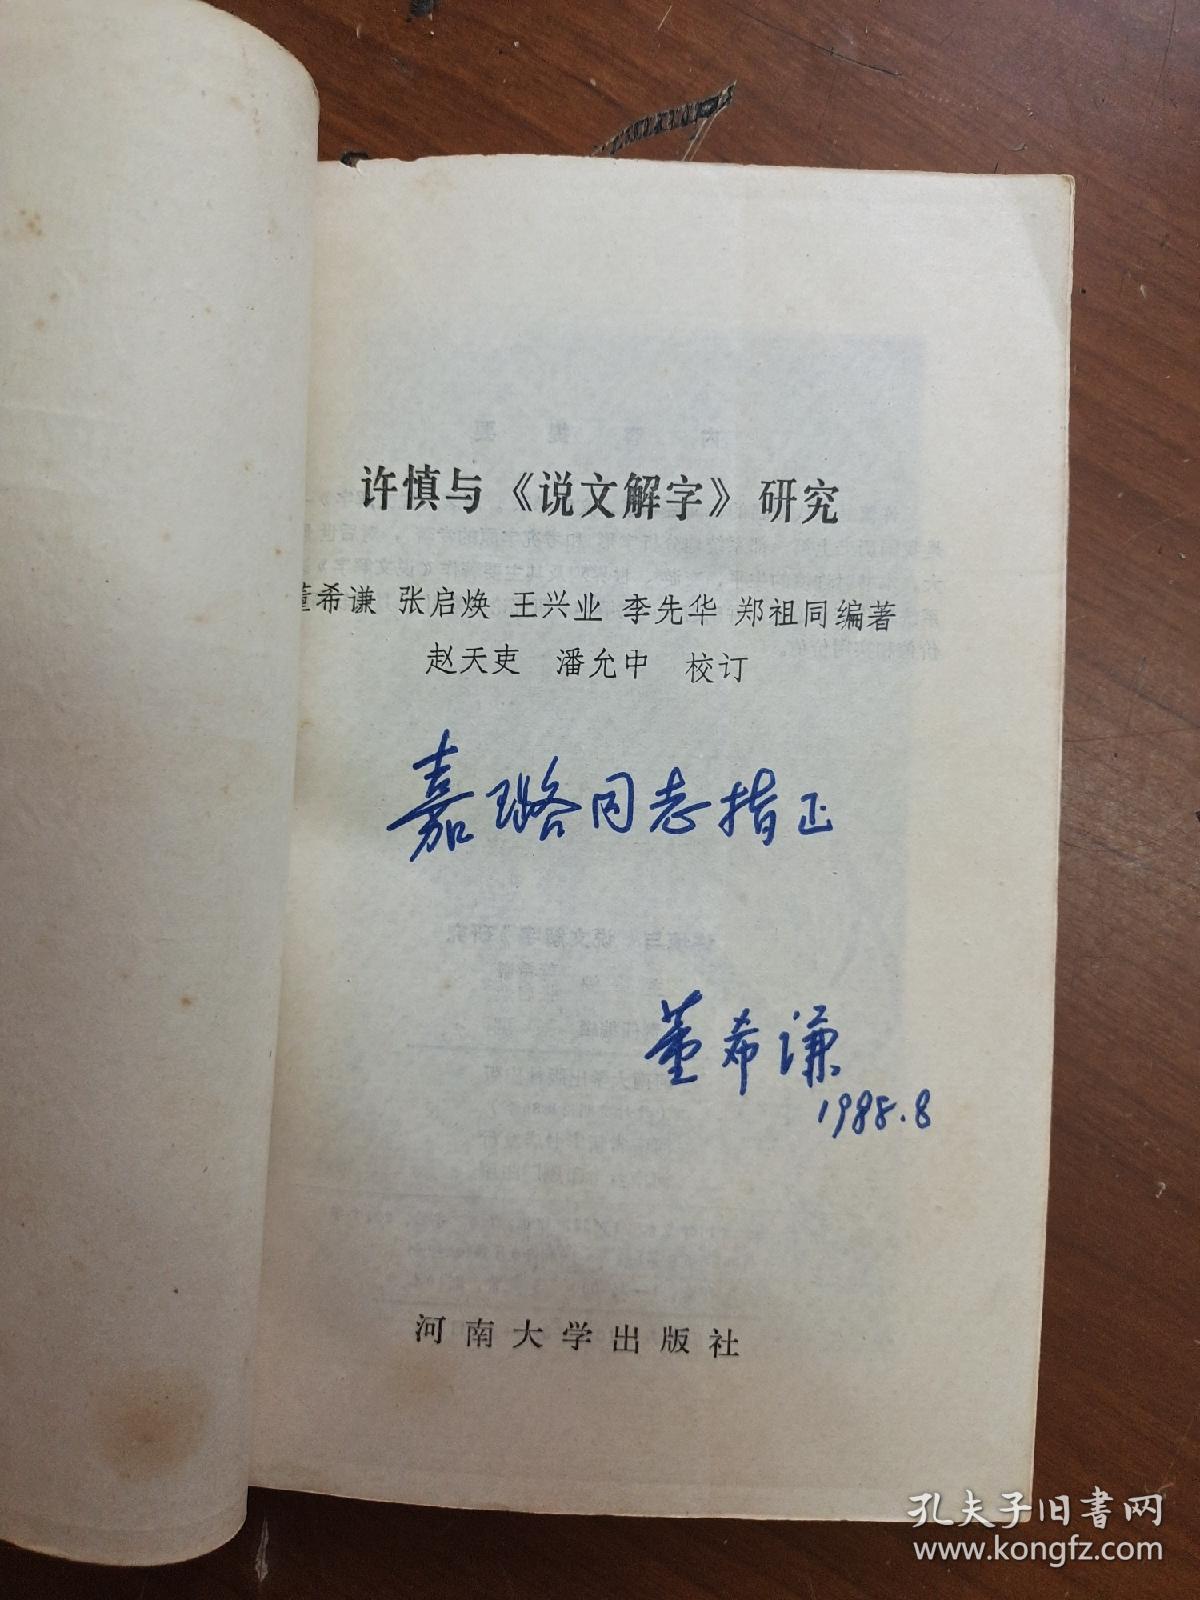 许慎与《说文解字》研究
董希谦 张启焕 王兴业 李先华 郑祖同编著
赵天吏 潘允中 校订
嘉璐同志指正
董希谦
1988.8
河南大学出版社
孔夫子旧书网
www.kongfz.com